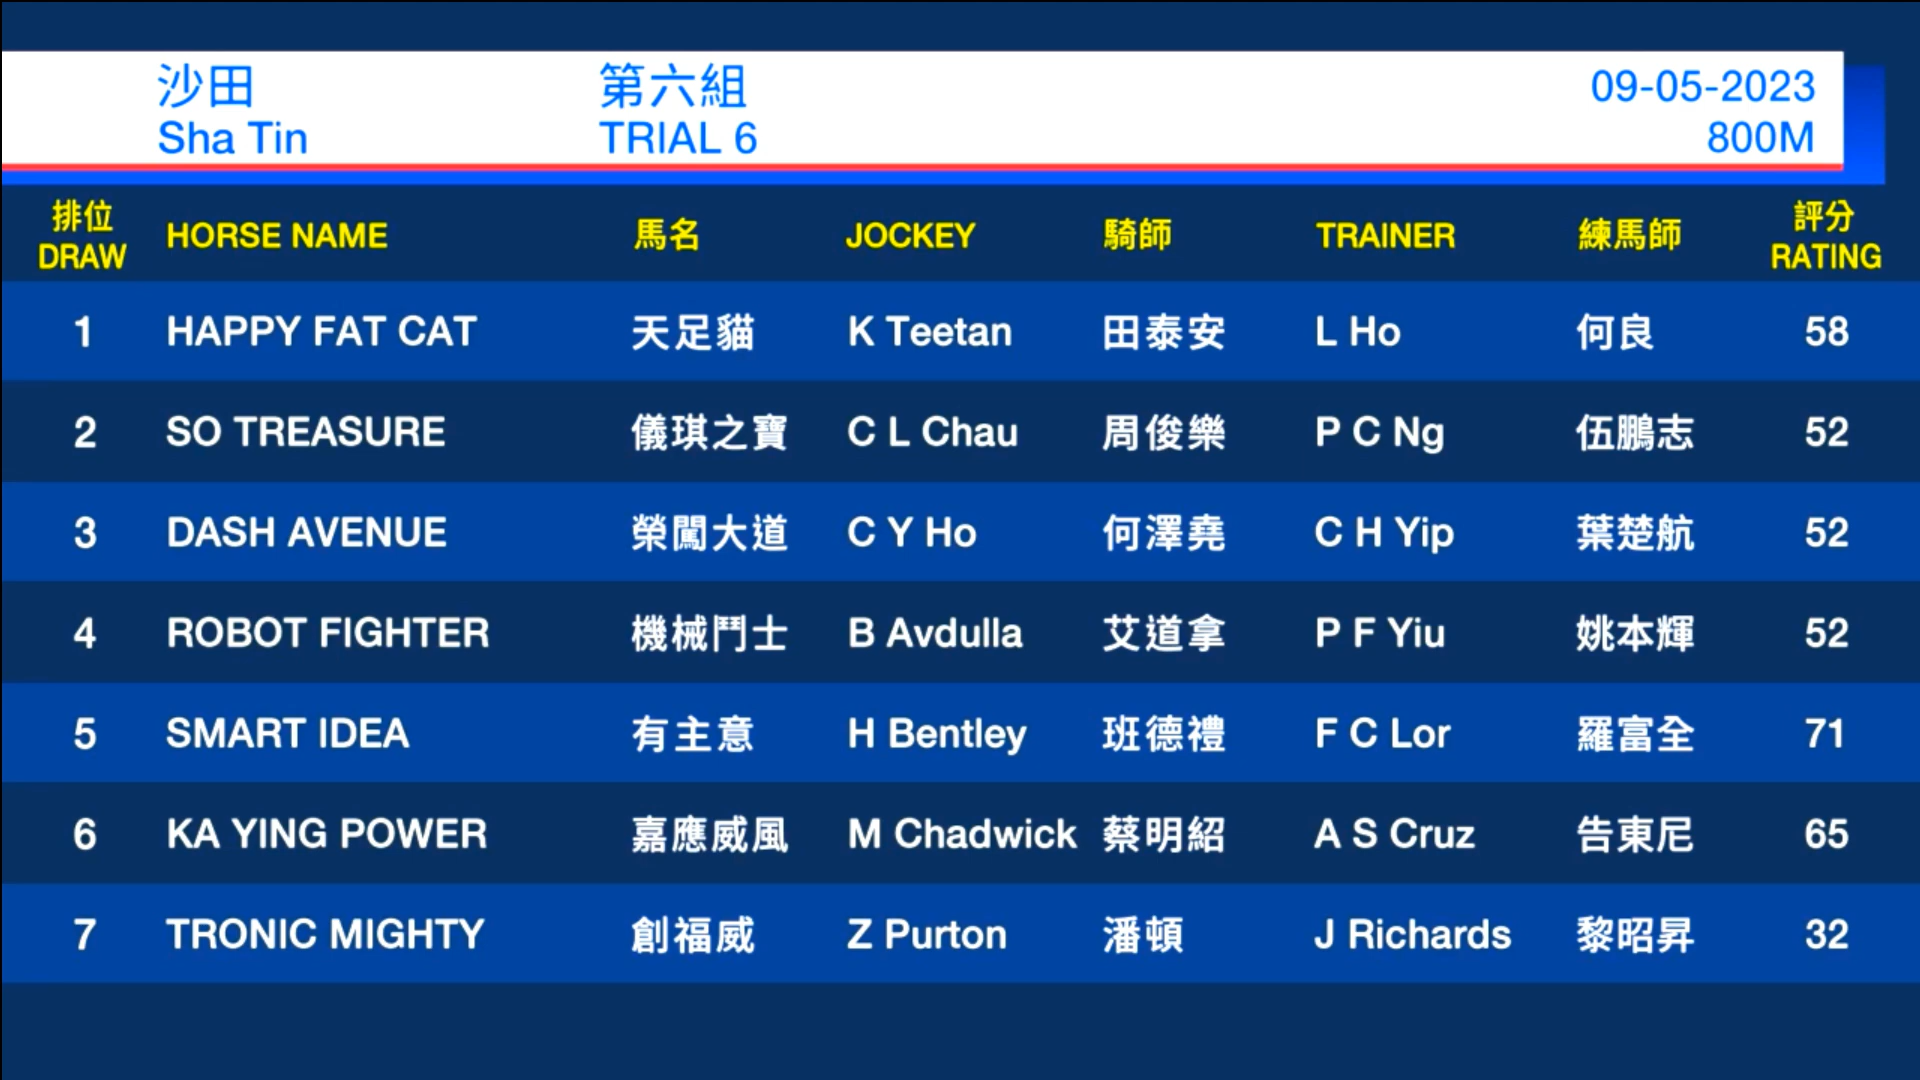 沙田 第六組 09-05-2023
Sha Tin TRIAL 6 800M
排位 HORSE NAME 馬名 JOCKEY 騎師 TRAINER 練馬師 評分
DRAW RATING
1 HAPPY FAT CAT 天足貓 K Teetan 田泰安 L Ho 何良 58
2 SO TREASURE 儀琪之寶 C L Chau 周俊樂 P C Ng 伍鵬志 52
3 DASH AVENUE 榮闖大道 C Y Ho 何澤堯 C H Yip 葉楚航 52
4 ROBOT FIGHTER 機械鬥士 B Avdulla 艾道拿 P F Yiu 姚本輝 52
5 SMART IDEA 有主意 H Bentley 班德禮 F C Lor 羅富全 71
6 KA YING POWER 嘉應威風 M Chadwick 蔡明紹 A S Cruz 告東尼 65
7 TRONIC MIGHTY 創福威 Z Purton 潘頓 J Richards 黎昭昇 32